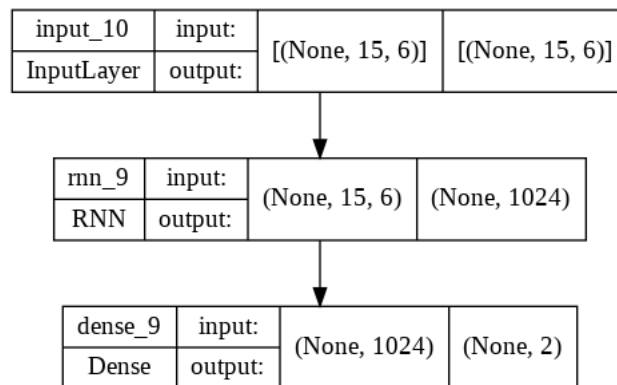 input_10 input: [(None, 15, 6)] [(None, 15, 6)]
InputLayer output:
rnn_9 input: (None, 15, 6) (None, 1024)
RNN output:
dense_9 input: (None, 1024) (None, 2)
Dense output: